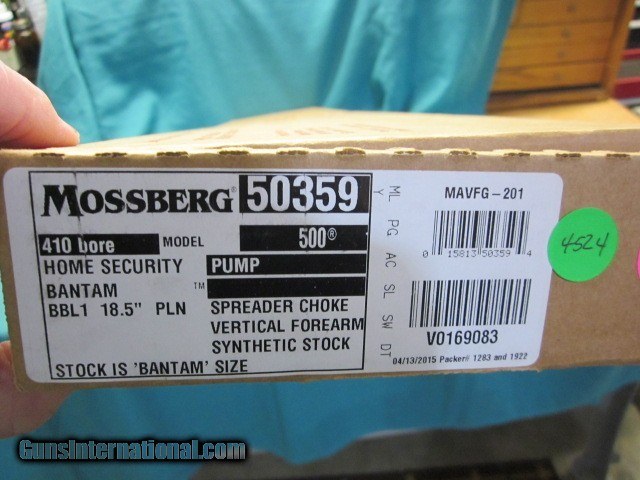 MOSSBERG® 50359
410 bore MODEL 500®
HOME SECURITY PUMP
BANTAM ™
BBL1 18.5" PLN SPREADER CHOKE
VERTICAL FOREARM
SYNTHETIC STOCK
STOCK IS 'BANTAM' SIZE
ML PG AC SL SW DT
Y
MAVFG-201
0 15813 50359 4
V0169083
04/13/2015 Packer# 1283 and 1922
4524
GunsInternational.com